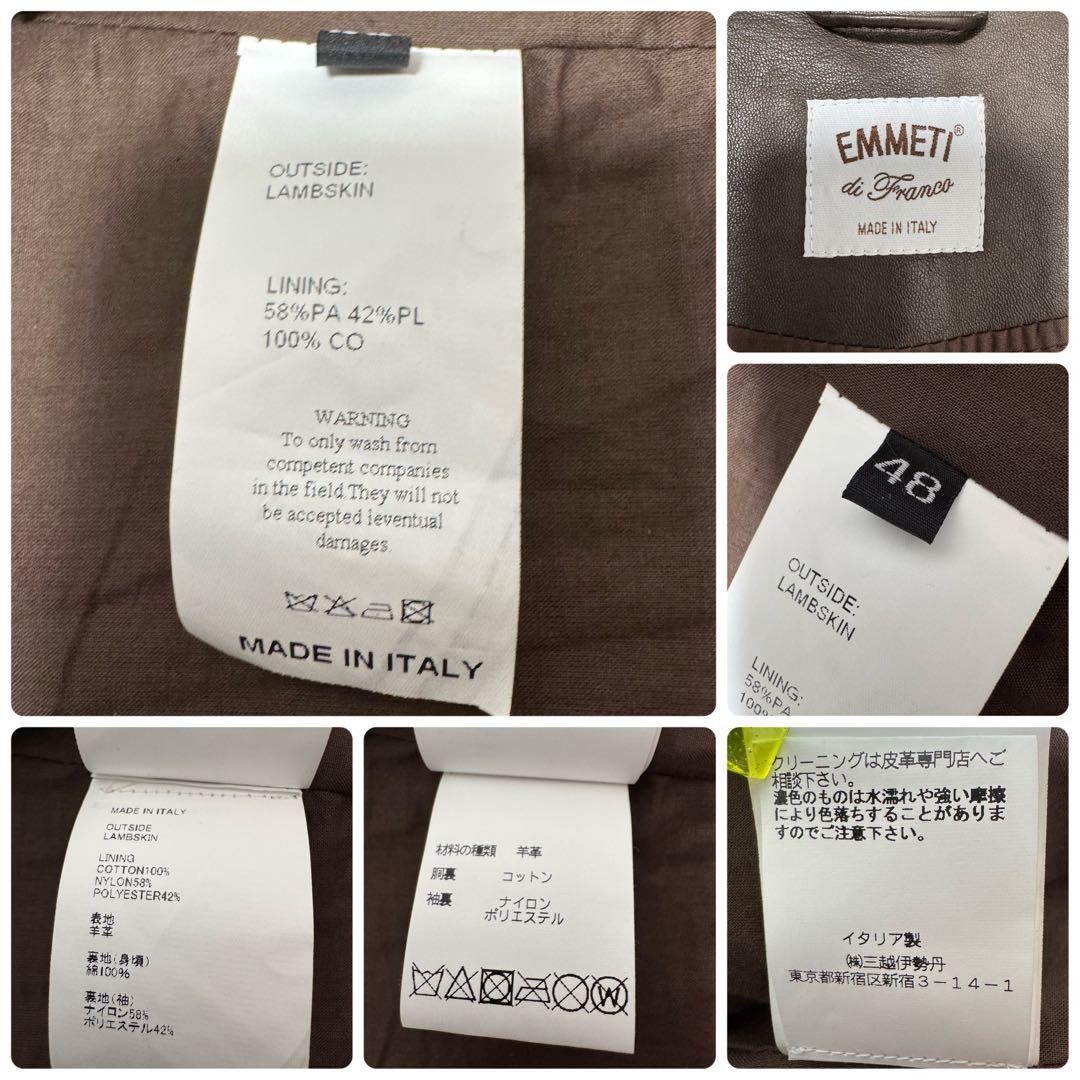 OUTSIDE:
LAMBSKIN
LINING:
58%PA 42%PL
100% CO
WARNING
To only wash from
competent companies
in the field.They will not
be accepted leventual
damages.
MADE IN ITALY
EMMETI®
di Franco
MADE IN ITALY
48
OUTSIDE:
LAMBSKIN
LINING:
58%PA
100%
MADE IN ITALY
OUTSIDE
LAMBSKIN
LINING
COTTON100%
NYLON58%
POLYESTER42%
表地
羊革
裏地(身頃)
綿100%
裏地(袖)
ナイロン58%
ポリエステル42%
材料の種類 羊革
胴裏 コットン
袖裏 ナイロン
ポリエステル
W
クリーニングは皮革専門店へご
相談下さい。
濃色のものは水濡れや強い摩擦
により色落ちすることがありま
すのでご注意下さい。
イタリア製
㈱三越伊勢丹
東京都新宿区新宿3-14-1